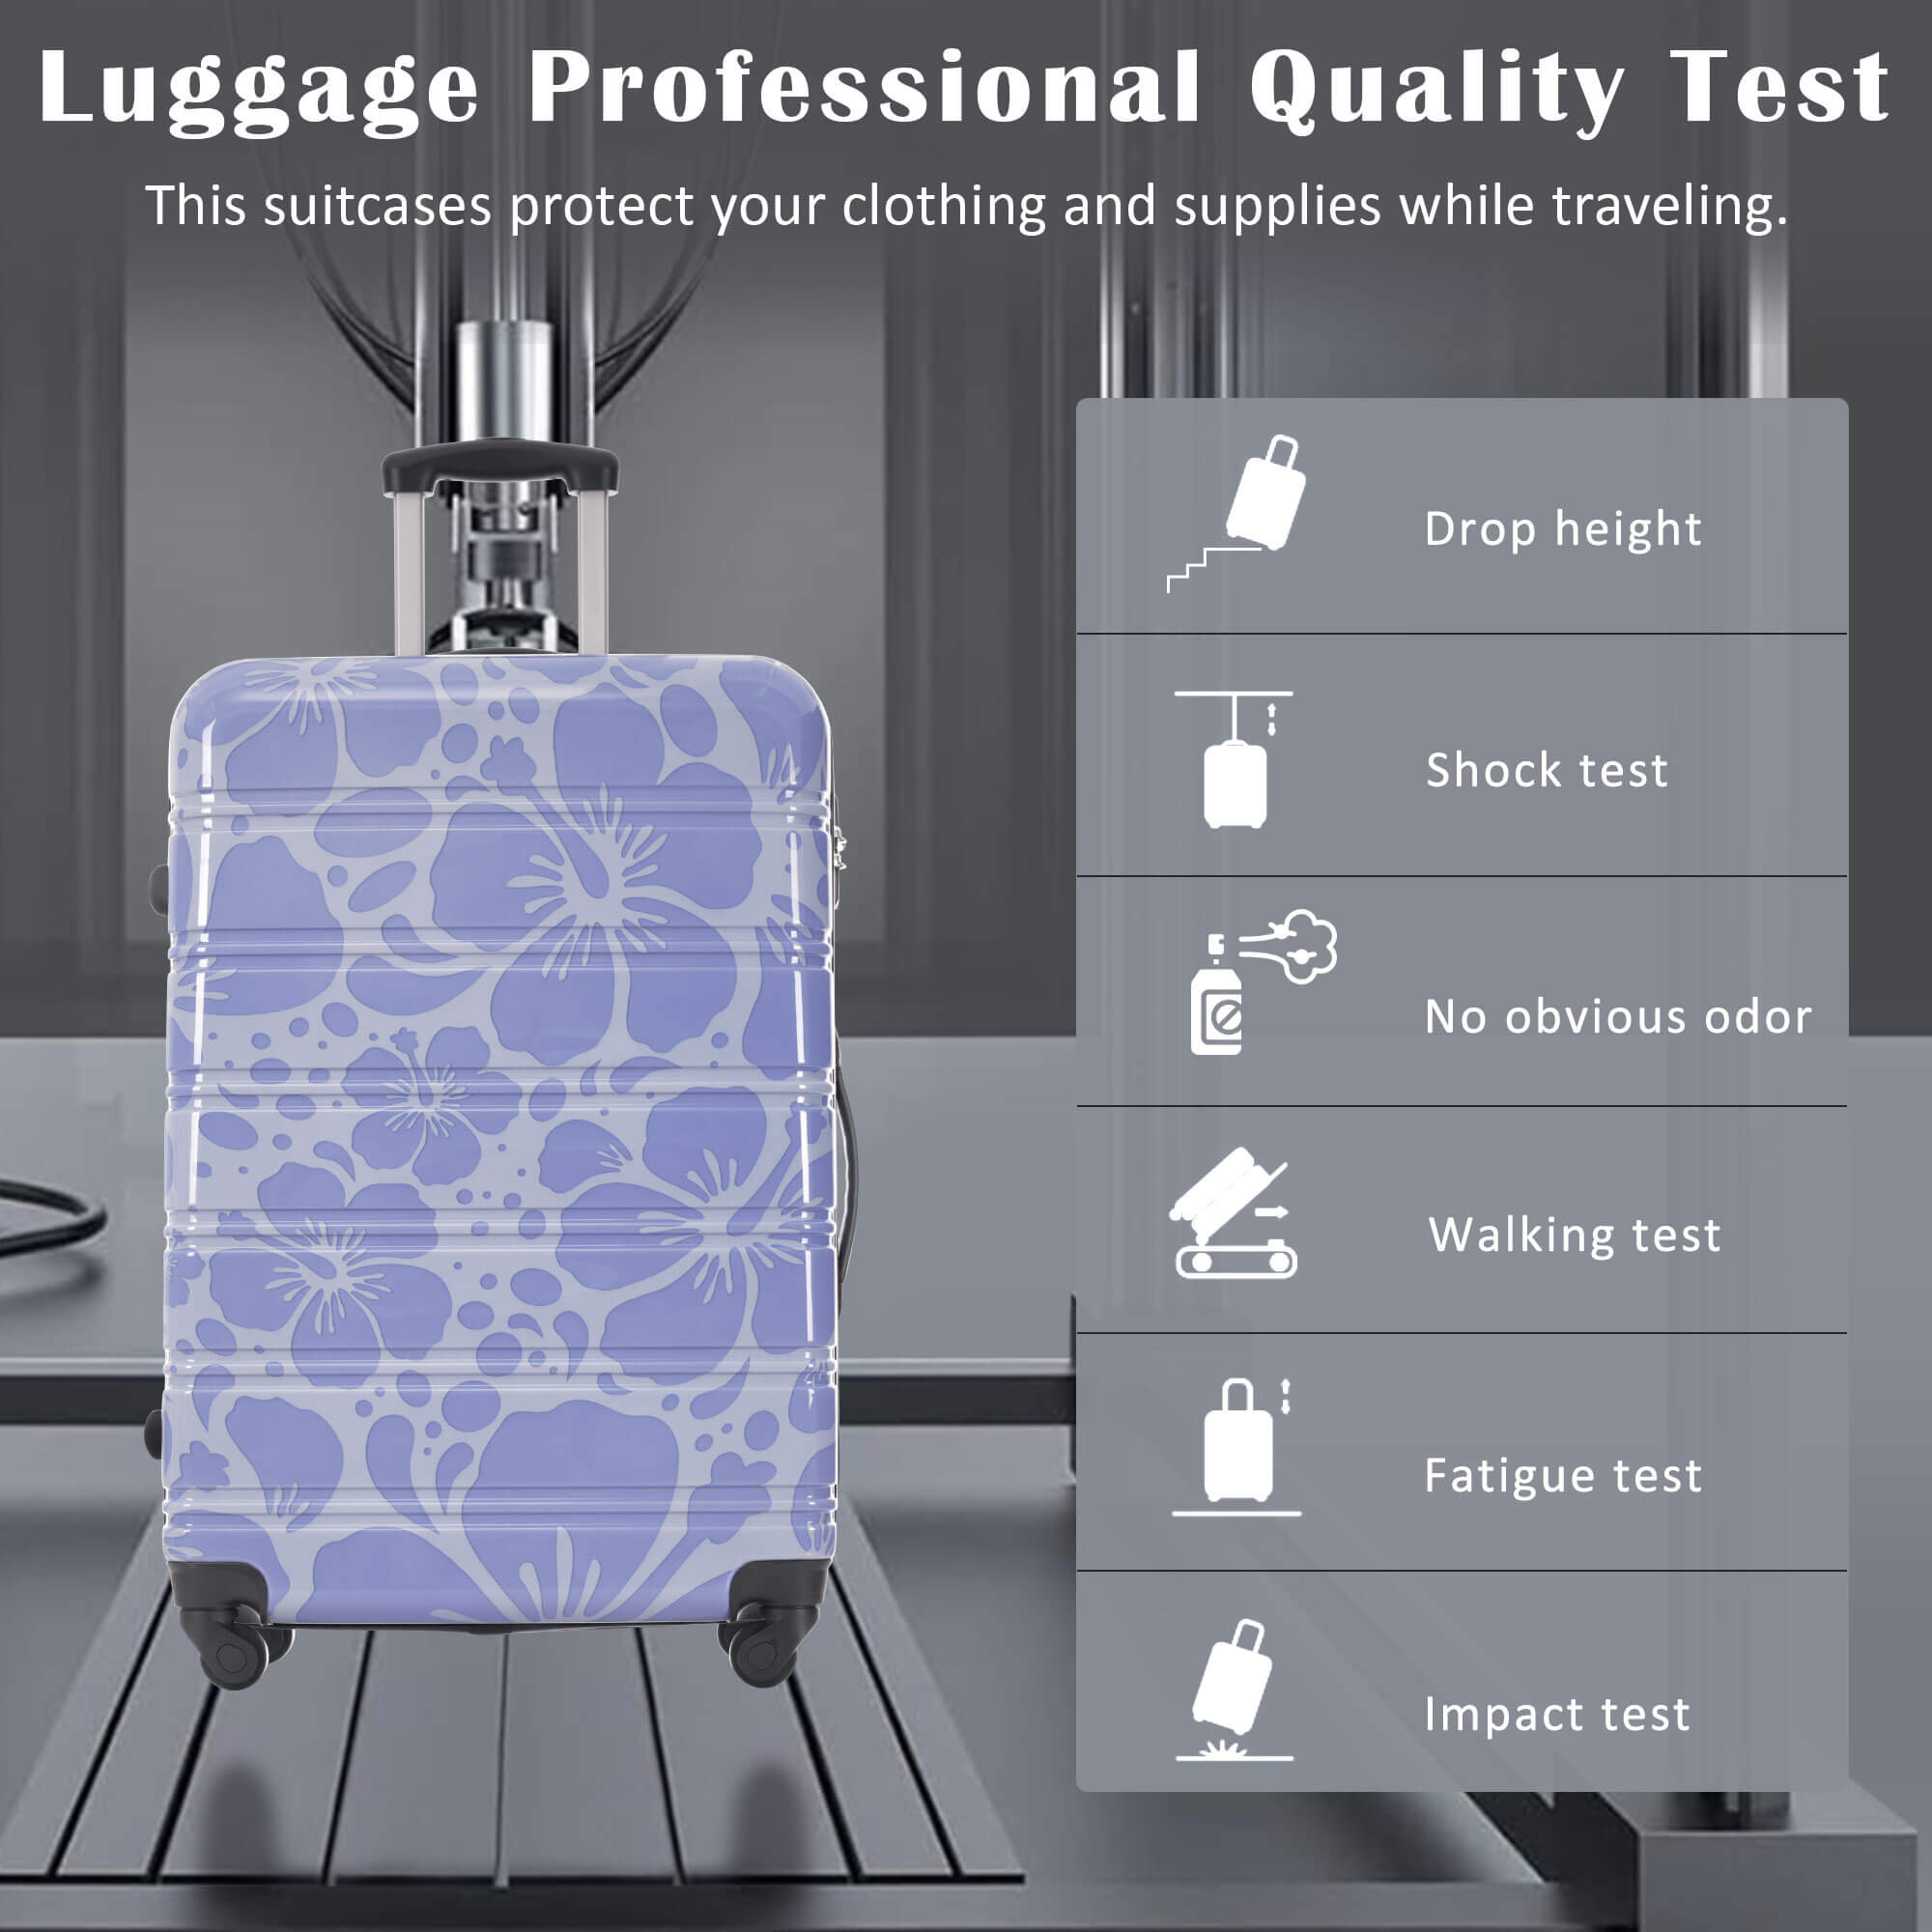 Luggage Professional Quality Test
This suitcases protect your clothing and supplies while traveling.
Drop height
Shock test
No obvious odor
Walking test
Fatigue test
Impact test